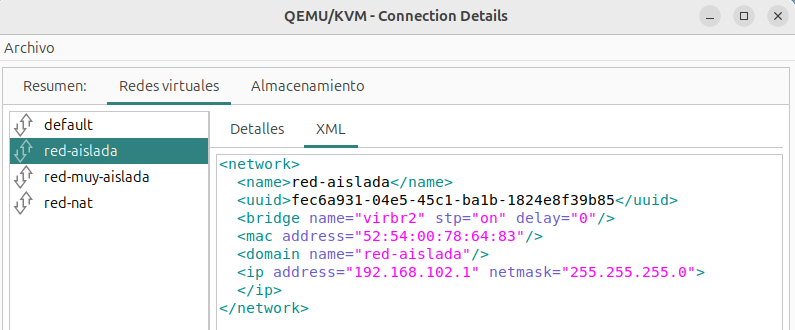 QEMU/KVM - Connection Details
Archivo
Resumen: Redes virtuales Almacenamiento
default
red-aislada
red-muy-aislada
red-nat
Detalles XML
<network>
<name>red-aislada</name>
<uuid>fec6a931-04e5-45c1-ba1b-1824e8f39b85</uuid>
<bridge name="virbr2" stp="on" delay="0"/>
<mac address="52:54:00:78:64:83"/>
<domain name="red-aislada"/>
<ip address="192.168.102.1" netmask="255.255.255.0">
</ip>
</network>